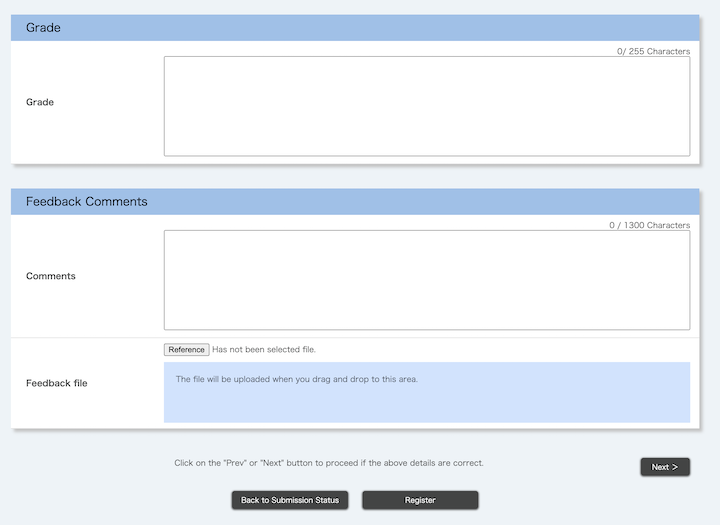 Grade
0/ 255 Characters
Grade
Feedback Comments
0 / 1300 Characters
Comments
Reference Has not been selected file.
Feedback file
The file will be uploaded when you drag and drop to this area.
Click on the "Prev" or "Next" button to proceed if the above details are correct.
Next >
Back to Submission Status
Register